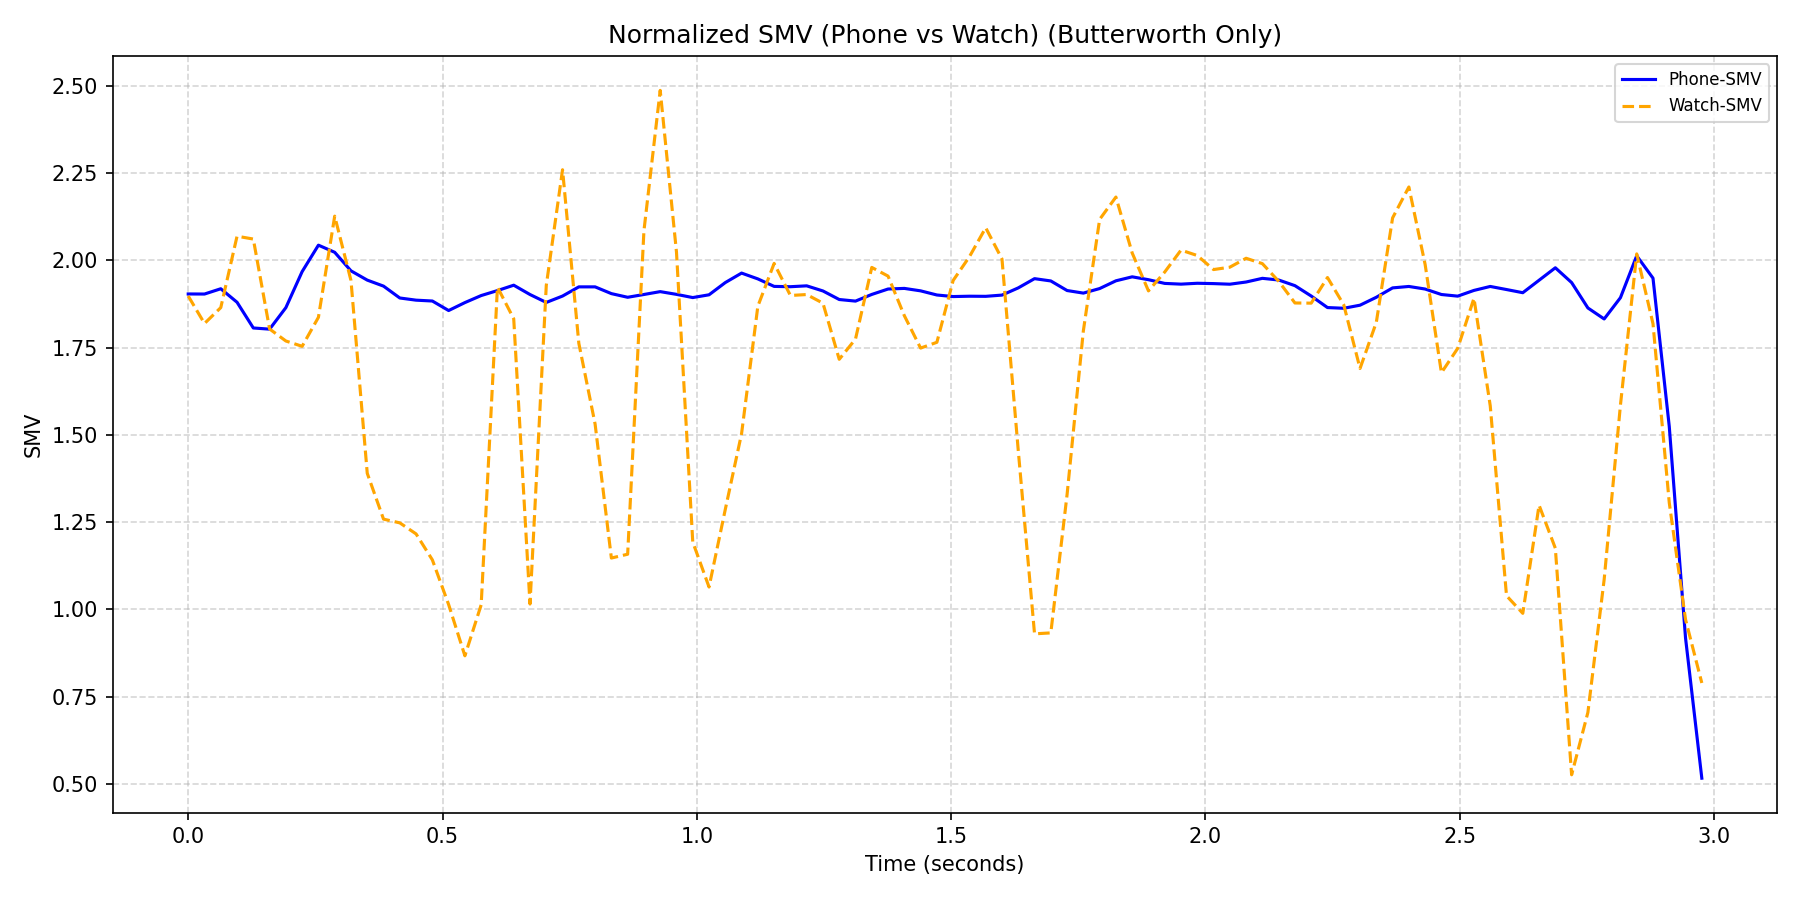 Normalized SMV (Phone vs Watch) (Butterworth Only)
Phone-SMV
Watch-SMV
2.50
2.25
2.00
1.75
1.50
1.25
1.00
0.75
0.50
SMV
0.0 0.5 1.0 1.5 2.0 2.5 3.0
Time (seconds)